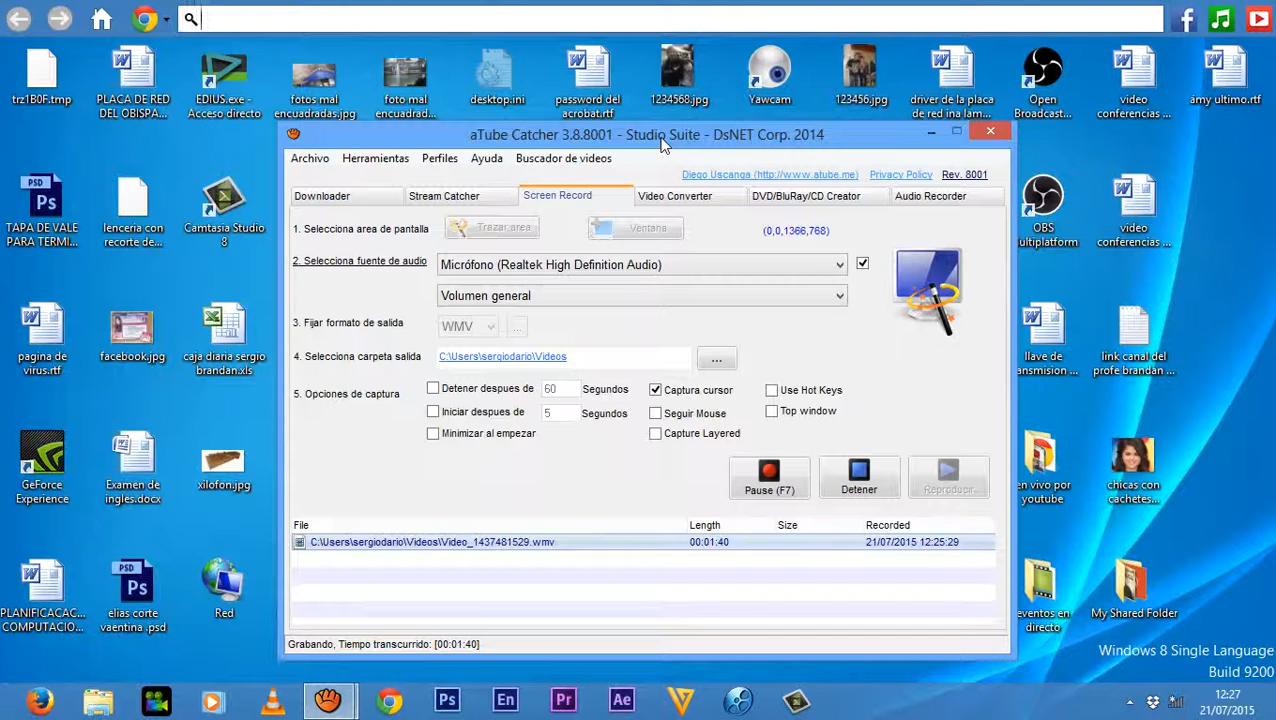 trz1B0F.tmp
PLACA DE RED
DEL OBISPA...
EDIUS.exe -
Acceso directo
fotos mal
encuadradas.jpg
foto mal
encuadrad...
desktop.ini
password del
acrobat.rtf
1234568.jpg
Yawcam
123456.jpg
driver de la placa
de red ina lam...
Open
Broadcast...
video
conferencia ...
ámy ultimo.rtf
aTube Catcher 3.8.8001 - Studio Suite - DsNET Corp. 2014
Archivo Herramientas Perfiles Ayuda Buscador de videos
Diego Uscanga (http://www.atube.me) Privacy Policy Rev. 8001
Downloader Stream Catcher Screen Record Video Converter DVD/BluRay/CD Creator Audio Recorder
1. Selecciona area de pantalla Trazar area Ventana (0,0,1366,768)
2. Selecciona fuente de audio Micrófono (Realtek High Definition Audio)
Volumen general
3. Fijar formato de salida WMV ...
4. Selecciona carpeta salida C:\Users\sergiodario\Videos ...
5. Opciones de captura
Detener despues de 60 Segundos Captura cursor Use Hot Keys
Iniciar despues de 5 Segundos Seguir Mouse Top window
Minimizar al empezar Capture Layered
Pause (F7) Detener Reproducir
File Length Size Recorded
C:\Users\sergiodario\Videos\Video_1437481529.wmv 00:01:40 21/07/2015 12:25:29
Grabando, Tiempo transcurrido: [00:01:40]
PSD
TAPA DE VALE
PARA TERMI...
lenceria con
recorte de...
Camtasia Studio
8
OBS
Multiplatform
video
conferencia ...
pagina de
virus.rtf
facebook.jpg
caja diaria sergio
brandan.xls
llave de
transmision ...
link canal del
profe brandan ...
GeForce
Experience
Examen de
ingles.docx
xilofon.jpg
en vivo por
youtube
chicas con
cachetes...
PLANIFICACAC...
COMPUTACIO...
PSD
elias corte
vaentina .psd
Red
eventos en
directo
My Shared Folder
Windows 8 Single Language
Build 9200
Ps En Pr Ae
12:27
21/07/2015